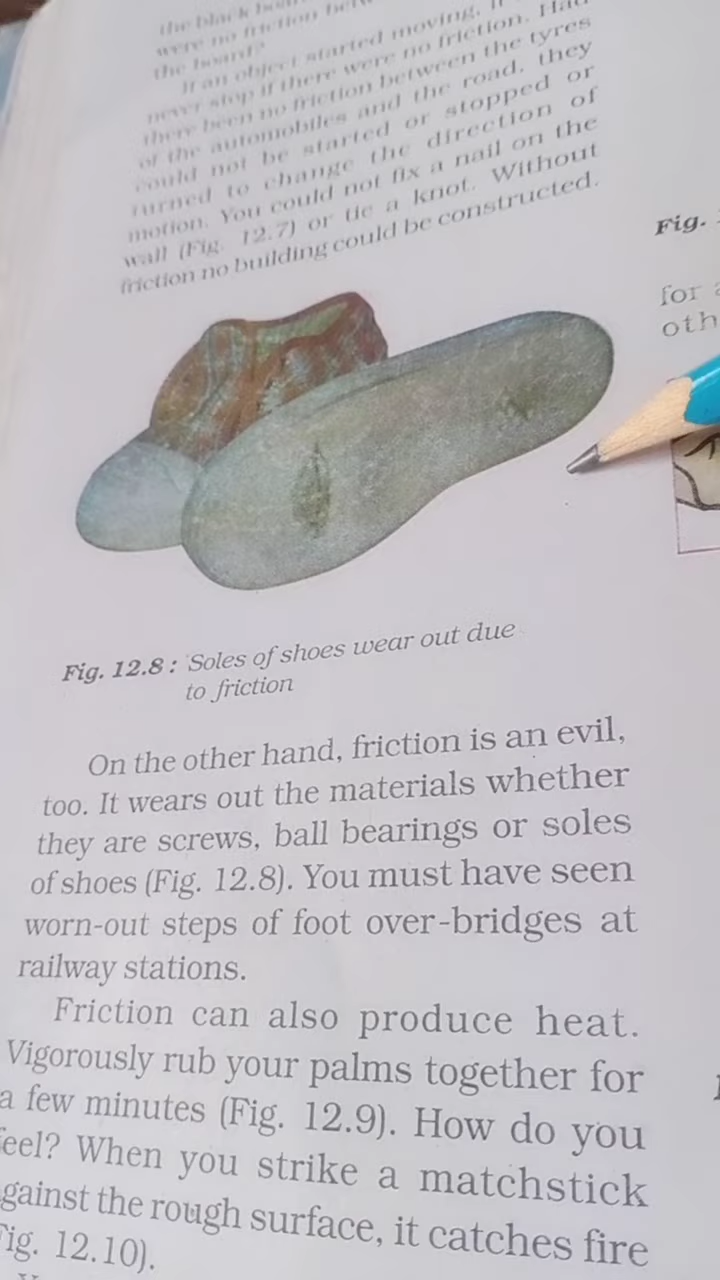 the black
were no friction
the board?
If an object started moving, it
never stop if there were no friction. Had
there been no friction between the tyres
of the automobiles and the road, they
could not be started or stopped or
turned to change the direction of
motion. You could not fix a nail on the
wall (Fig. 12.7) or tie a knot. Without
friction no building could be constructed.
Fig. 12.8 : Soles of shoes wear out due
to friction
On the other hand, friction is an evil,
too. It wears out the materials whether
they are screws, ball bearings or soles
of shoes (Fig. 12.8). You must have seen
worn-out steps of foot over-bridges at
railway stations.
Friction can also produce heat.
Vigorously rub your palms together for
a few minutes (Fig. 12.9). How do you
feel? When you strike a matchstick
against the rough surface, it catches fire
Fig. 12.10).
Fig.
for
oth